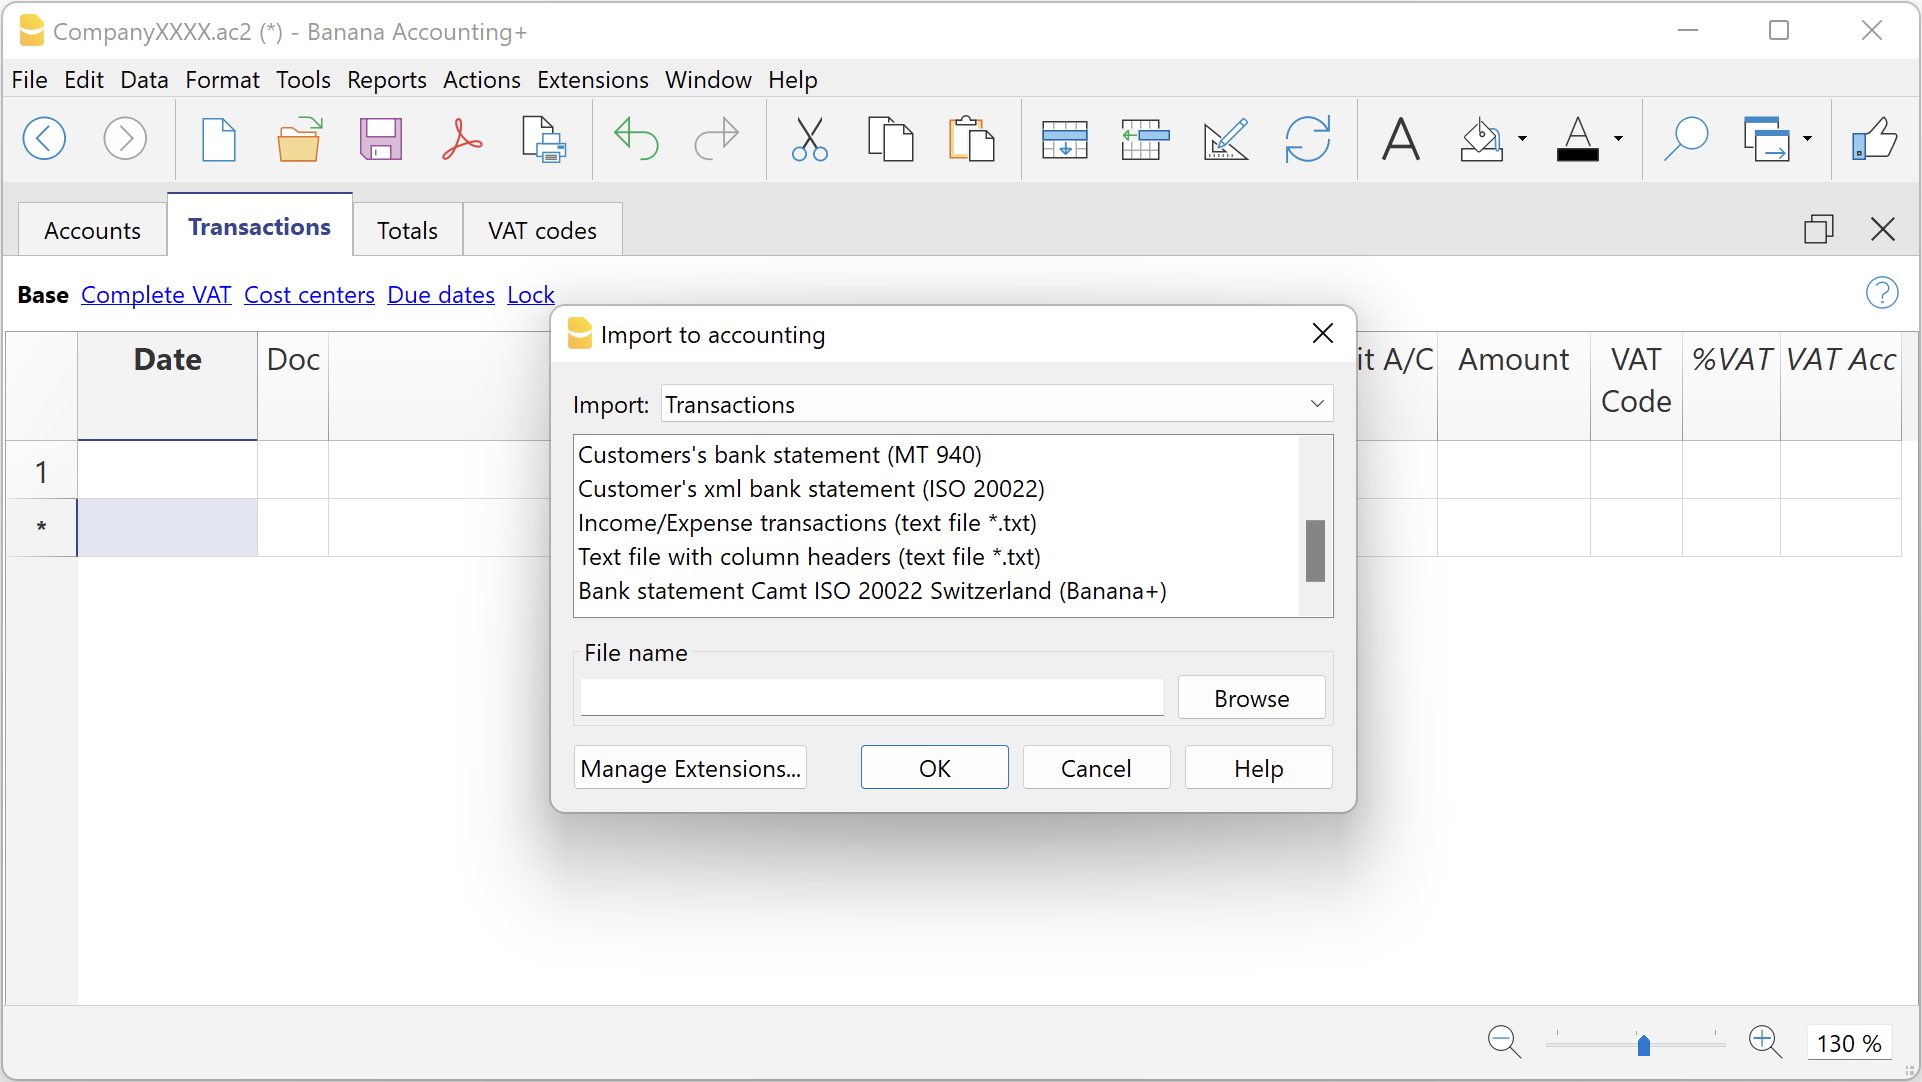 CompanyXXXX.ac2 (*) - Banana Accounting+
File Edit Data Format Tools Reports Actions Extensions Window Help
Accounts Transactions Totals VAT codes
Base Complete VAT Cost centers Due dates Lock
Date Doc it A/C Amount VAT Code %VAT VAT Acc
1
*
Import to accounting
Import: Transactions
Customers's bank statement (MT 940)
Customer's xml bank statement (ISO 20022)
Income/Expense transactions (text file *.txt)
Text file with column headers (text file *.txt)
Bank statement Camt ISO 20022 Switzerland (Banana+)
File name
Browse
Manage Extensions... OK Cancel Help
130 %